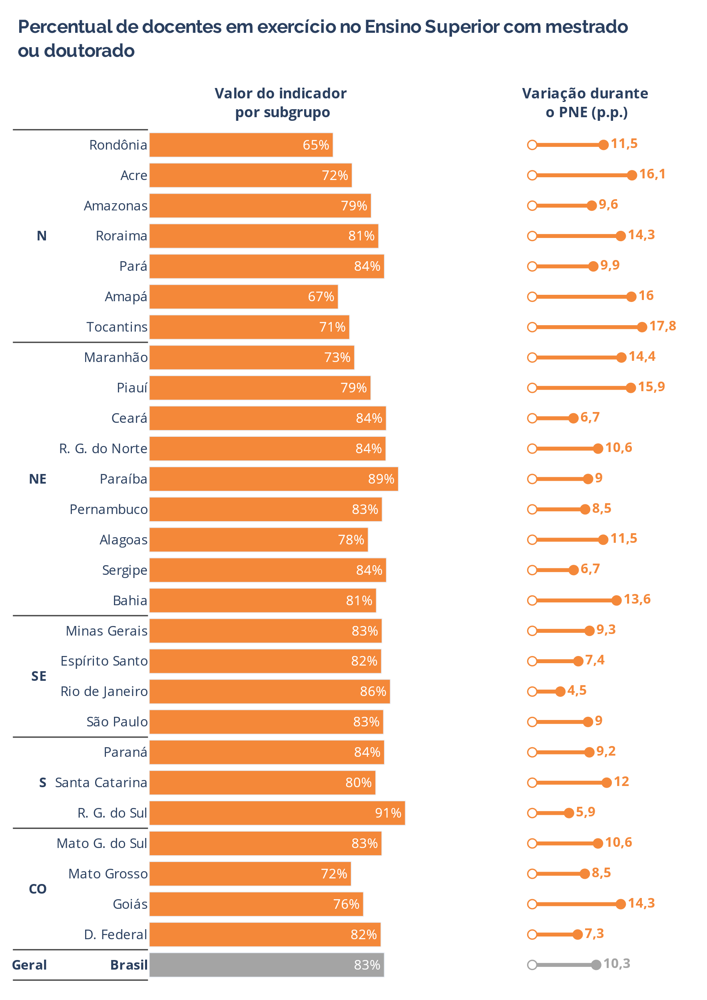 Percentual de docentes em exercício no Ensino Superior com mestrado
ou doutorado
Valor do indicador
por subgrupo
Variação durante
o PNE (p.p.)
Rondônia 65% 11,5
Acre 72% 16,1
Amazonas 79% 9,6
N Roraima 81% 14,3
Pará 84% 9,9
Amapá 67% 16
Tocantins 71% 17,8
Maranhão 73% 14,4
Piauí 79% 15,9
Ceará 84% 6,7
R. G. do Norte 84% 10,6
NE Paraíba 89% 9
Pernambuco 83% 8,5
Alagoas 78% 11,5
Sergipe 84% 6,7
Bahia 81% 13,6
Minas Gerais 83% 9,3
Espírito Santo 82% 7,4
SE
Rio de Janeiro 86% 4,5
São Paulo 83% 9
Paraná 84% 9,2
S Santa Catarina 80% 12
R. G. do Sul 91% 5,9
Mato G. do Sul 83% 10,6
Mato Grosso 72% 8,5
CO
Goiás 76% 14,3
D. Federal 82% 7,3
Geral Brasil 83% 10,3